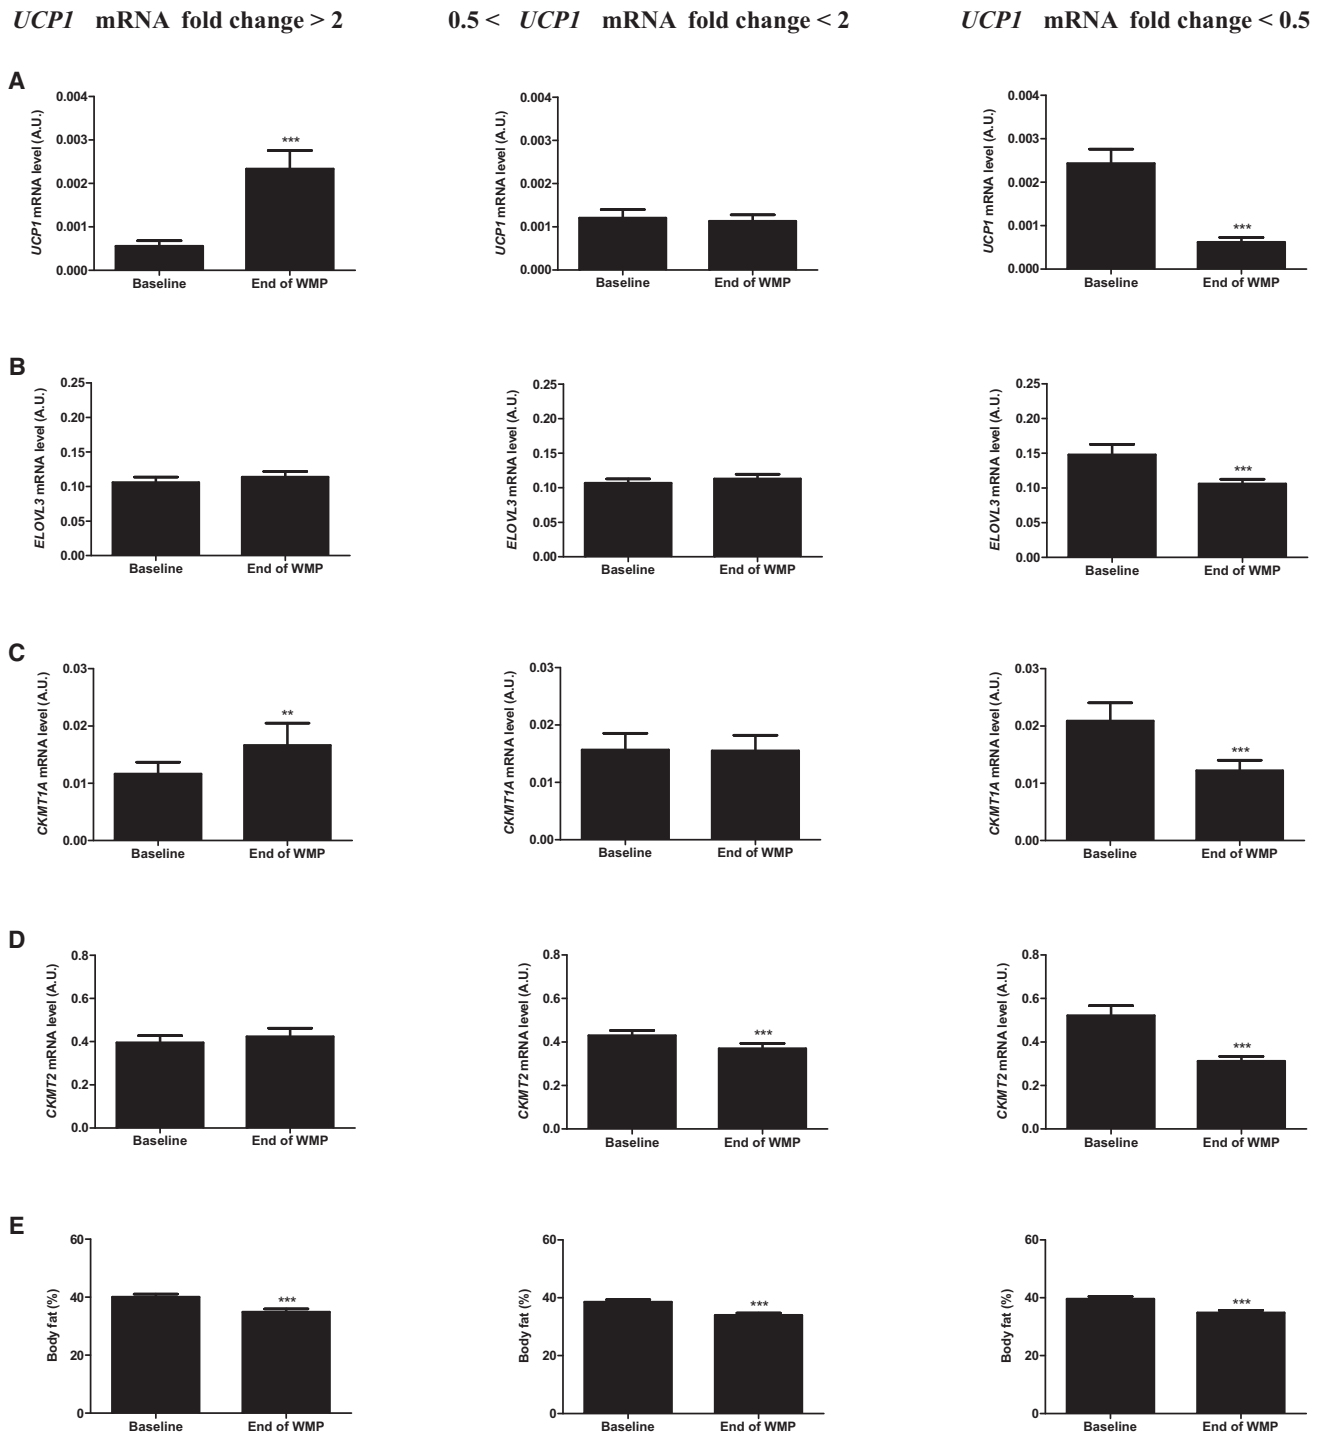 UCP1 mRNA fold change > 2
0.5 < UCP1 mRNA fold change < 2
UCP1 mRNA fold change < 0.5
A
UCP1 mRNA level (A.U.)
0.004
0.003
0.002
0.001
0.000
***
Baseline
End of WMP
UCP1 mRNA level (A.U.)
0.004
0.003
0.002
0.001
0.000
Baseline
End of WMP
UCP1 mRNA level (A.U.)
0.004
0.003
0.002
0.001
0.000
***
Baseline
End of WMP
B
ELOVL3 mRNA level (A.U.)
0.25
0.20
0.15
0.10
0.05
0.00
Baseline
End of WMP
ELOVL3 mRNA level (A.U.)
0.25
0.20
0.15
0.10
0.05
0.00
Baseline
End of WMP
ELOVL3 mRNA level (A.U.)
0.25
0.20
0.15
0.10
0.05
0.00
***
Baseline
End of WMP
C
CKMT1A mRNA level (A.U.)
0.03
0.02
0.01
0.00
**
Baseline
End of WMP
CKMT1A mRNA level (A.U.)
0.03
0.02
0.01
0.00
Baseline
End of WMP
CKMT1A mRNA level (A.U.)
0.03
0.02
0.01
0.00
***
Baseline
End of WMP
D
CKMT2 mRNA level (A.U.)
0.8
0.6
0.4
0.2
0.0
Baseline
End of WMP
CKMT2 mRNA level (A.U.)
0.8
0.6
0.4
0.2
0.0
***
Baseline
End of WMP
CKMT2 mRNA level (A.U.)
0.8
0.6
0.4
0.2
0.0
***
Baseline
End of WMP
E
Body fat (%)
60
40
20
0
***
Baseline
End of WMP
Body fat (%)
60
40
20
0
***
Baseline
End of WMP
Body fat (%)
60
40
20
0
***
Baseline
End of WMP